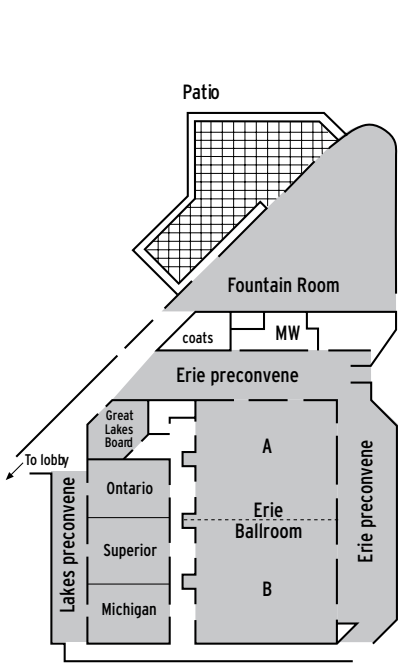 Patio
Fountain Room
coats
MW
Erie preconvene
Great
Lakes
Board
A
To lobby
Ontario
Erie
Ballroom
Superior
B
Michigan
Lakes preconvene
Erie preconvene